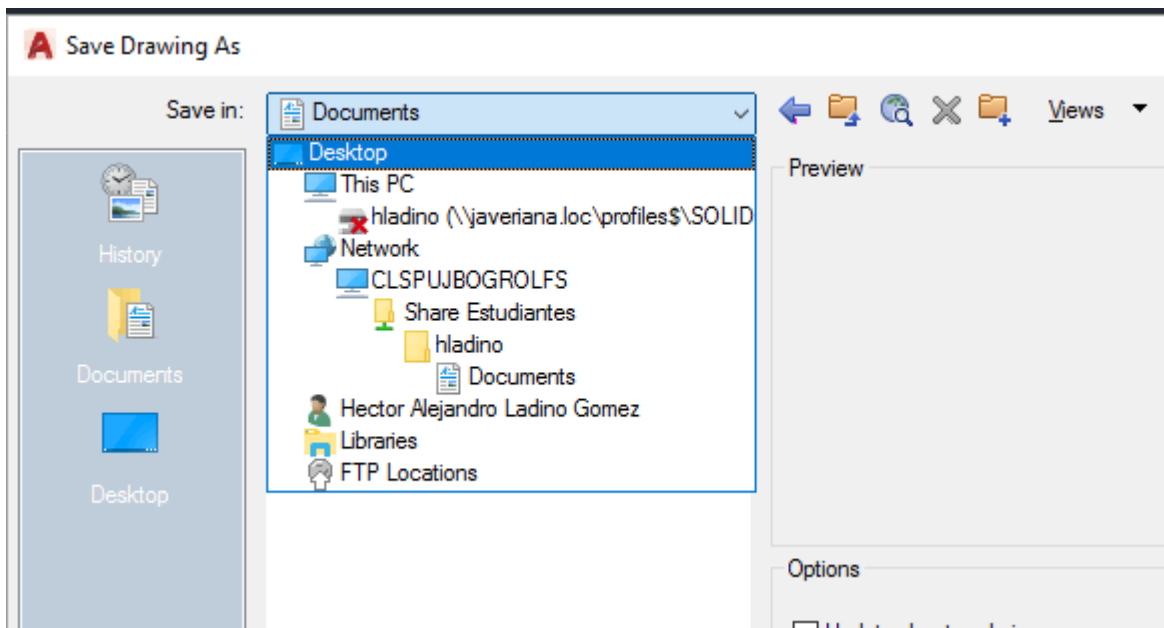 Save Drawing As
Save in:
Documents
Views
Desktop
This PC
hladino (\\javeriana.loc\profiles$\SOLID
Network
CLSPUJBOGROLFS
Share Estudiantes
hladino
Documents
Hector Alejandro Ladino Gomez
Libraries
FTP Locations
History
Documents
Desktop
Preview
Options